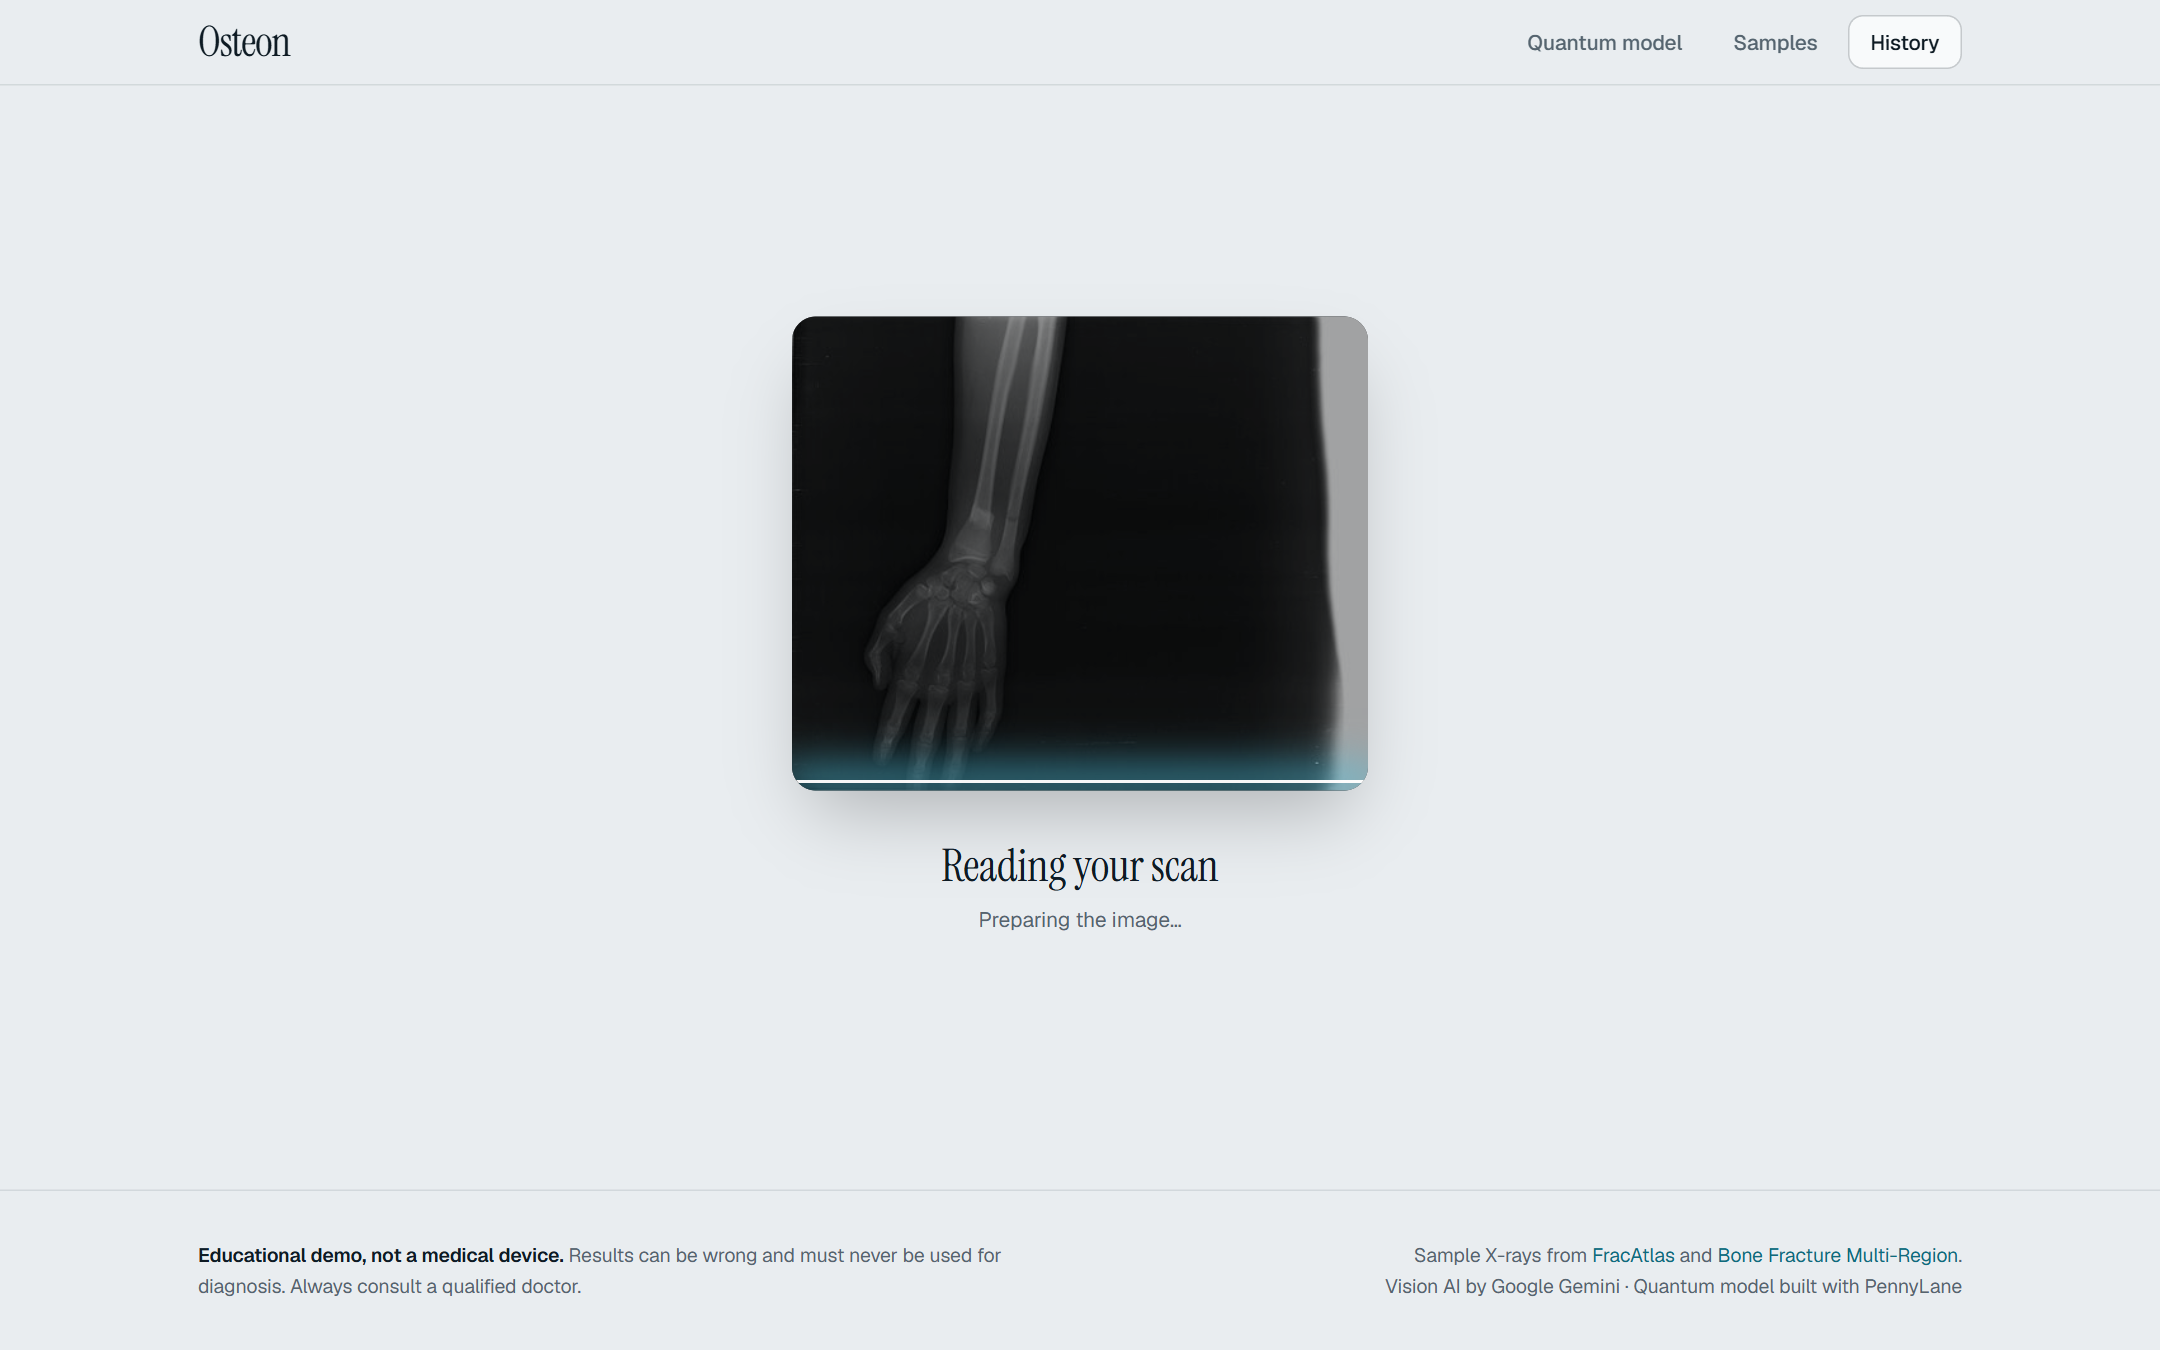 Osteon
Quantum model
Samples
History
Reading your scan
Preparing the image...
Educational demo, not a medical device. Results can be wrong and must never be used for
diagnosis. Always consult a qualified doctor.
Sample X-rays from FracAtlas and Bone Fracture Multi-Region.
Vision AI by Google Gemini · Quantum model built with PennyLane